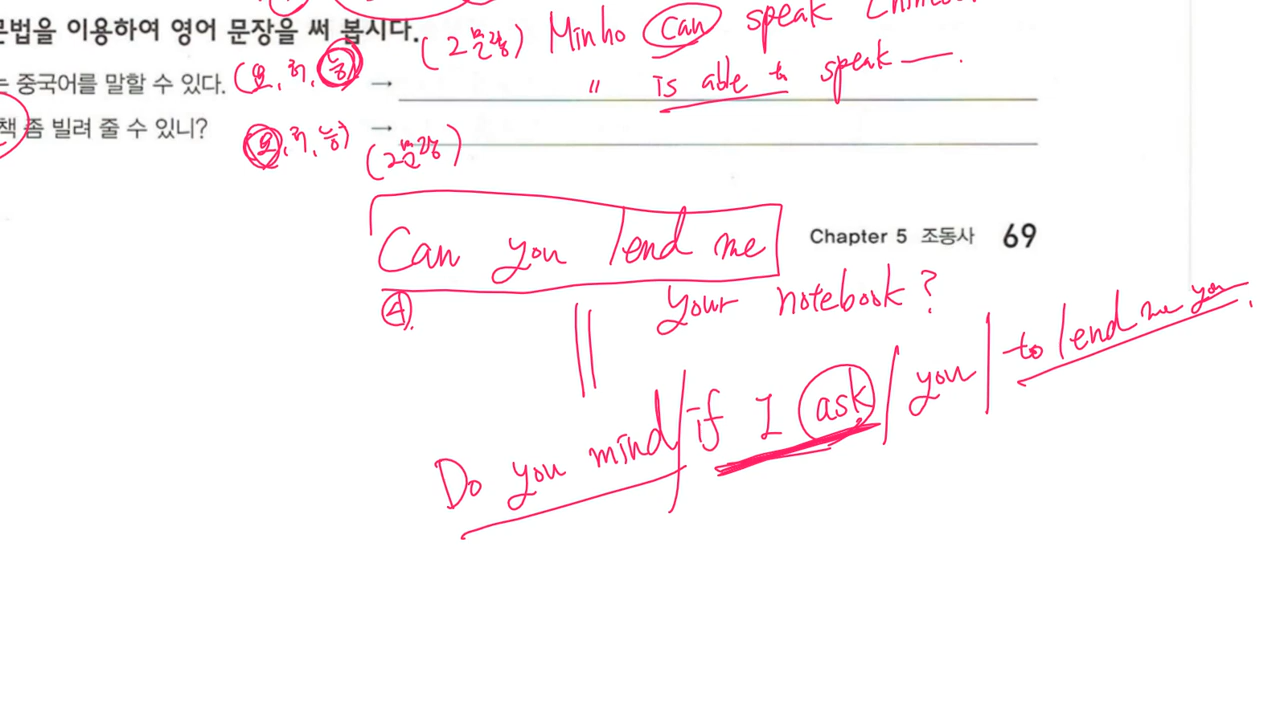 문법을 이용하여 영어 문장을 써 봅시다.
(2문장) Minho can speak
는 중국어를 말할 수 있다. (요, 허, 능) →
〃 is able to speak
책 좀 빌려 줄 수 있니? (요, 허, 능) →
(2문장)
Can you lend me
Chapter 5 조동사 69
④.
your notebook?
Do you mind / if I ask / you / to lend me you.